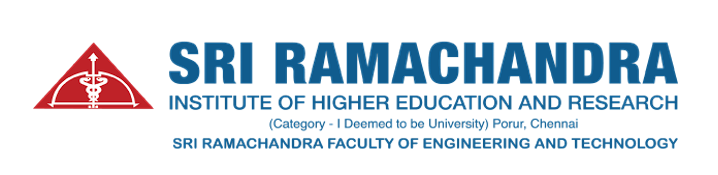 SRI RAMACHANDRA
INSTITUTE OF HIGHER EDUCATION AND RESEARCH
(Category - I Deemed to be University) Porur, Chennai
SRI RAMACHANDRA FACULTY OF ENGINEERING AND TECHNOLOGY